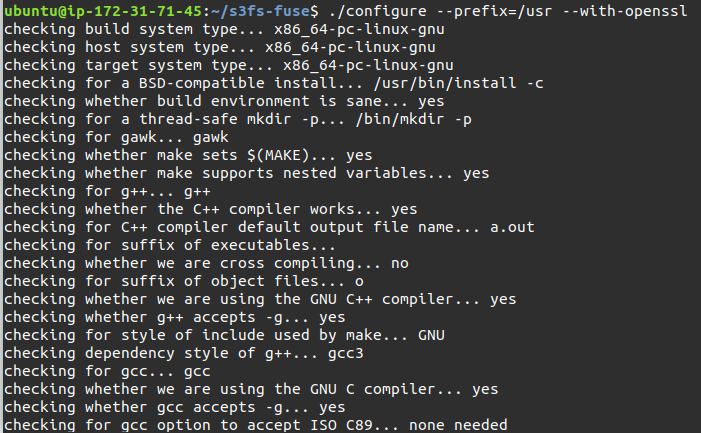 ubuntu@ip-172-31-71-45:~/s3fs-fuse$ ./configure --prefix=/usr --with-openssl
checking build system type... x86_64-pc-linux-gnu
checking host system type... x86_64-pc-linux-gnu
checking target system type... x86_64-pc-linux-gnu
checking for a BSD-compatible install... /usr/bin/install -c
checking whether build environment is sane... yes
checking for a thread-safe mkdir -p... /bin/mkdir -p
checking for gawk... gawk
checking whether make sets $(MAKE)... yes
checking whether make supports nested variables... yes
checking for g++... g++
checking whether the C++ compiler works... yes
checking for C++ compiler default output file name... a.out
checking for suffix of executables...
checking whether we are cross compiling... no
checking for suffix of object files... o
checking whether we are using the GNU C++ compiler... yes
checking whether g++ accepts -g... yes
checking for style of include used by make... GNU
checking dependency style of g++... gcc3
checking for gcc... gcc
checking whether we are using the GNU C compiler... yes
checking whether gcc accepts -g... yes
checking for gcc option to accept ISO C89... none needed